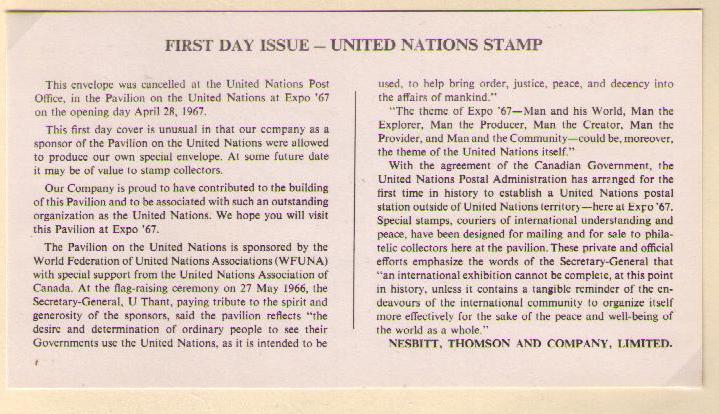 FIRST DAY ISSUE — UNITED NATIONS STAMP
This envelope was cancelled at the United Nations Post
Office, in the Pavilion on the United Nations at Expo '67
on the opening day April 28, 1967.
This first day cover is unusual in that our company as a
sponsor of the Pavilion on the United Nations were allowed
to produce our own special envelope. At some future date
it may be of value to stamp collectors.
Our Company is proud to have contributed to the building
of this Pavilion and to be associated with such an outstanding
organization as the United Nations. We hope you will visit
this Pavilion at Expo '67.
The Pavilion on the United Nations is sponsored by the
World Federation of United Nations Associations (WFUNA)
with special support from the United Nations Association of
Canada. At the flag-raising ceremony on 27 May 1966, the
Secretary-General, U Thant, paying tribute to the spirit and
generosity of the sponsors, said the pavilion reflects "the
desire and determination of ordinary people to see their
Governments use the United Nations, as it is intended to be
used, to help bring order, justice, peace, and decency into
the affairs of mankind."
"The theme of Expo '67—Man and his World, Man the
Explorer, Man the Producer, Man the Creator, Man the
Provider, and Man and the Community—could be, moreover,
the theme of the United Nations itself."
With the agreement of the Canadian Government, the
United Nations Postal Administration has arranged for the
first time in history to establish a United Nations postal
station outside of United Nations territory—here at Expo '67.
Special stamps, couriers of international understanding and
peace, have been designed for mailing and for sale to phila-
telic collectors here at the pavilion. These private and official
efforts emphasize the words of the Secretary-General that
"an international exhibition cannot be complete, at this point
in history, unless it contains a tangible reminder of the en-
deavours of the international community to organize itself
more effectively for the sake of the peace and well-being of
the world as a whole."
NESBITT, THOMSON AND COMPANY, LIMITED.